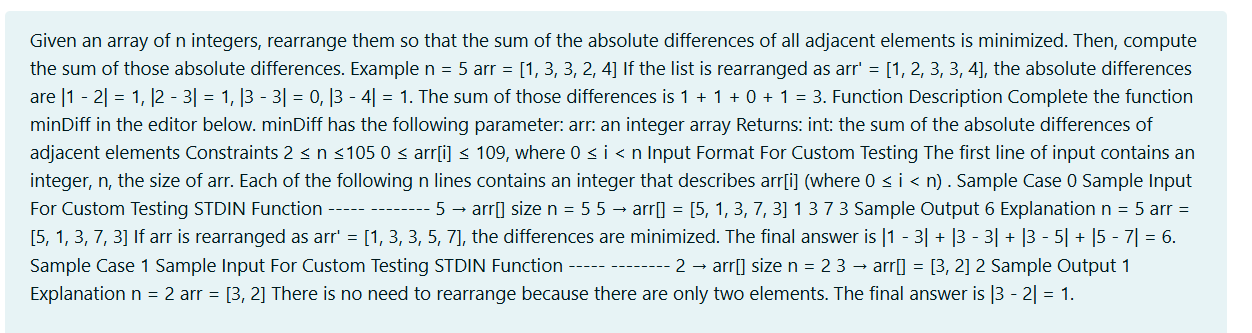 Given an array of n integers, rearrange them so that the sum of the absolute differences of all adjacent elements is minimized. Then, compute
the sum of those absolute differences. Example n = 5 arr = [1, 3, 3, 2, 4] If the list is rearranged as arr' = [1, 2, 3, 3, 4], the absolute differences
are |1 - 2| = 1, |2 - 3| = 1, |3 - 3| = 0, |3 - 4| = 1. The sum of those differences is 1 + 1 + 0 + 1 = 3. Function Description Complete the function
minDiff in the editor below. minDiff has the following parameter: arr: an integer array Returns: int: the sum of the absolute differences of
adjacent elements Constraints 2 ≤ n ≤105 0 ≤ arr[i] ≤ 109, where 0 ≤ i < n Input Format For Custom Testing The first line of input contains an
integer, n, the size of arr. Each of the following n lines contains an integer that describes arr[i] (where 0 ≤ i < n) . Sample Case 0 Sample Input
For Custom Testing STDIN Function ----- -------- 5 → arr[] size n = 5 5 → arr[] = [5, 1, 3, 7, 3] 1 3 7 3 Sample Output 6 Explanation n = 5 arr =
[5, 1, 3, 7, 3] If arr is rearranged as arr' = [1, 3, 3, 5, 7], the differences are minimized. The final answer is |1 - 3| + |3 - 3| + |3 - 5| + |5 - 7| = 6.
Sample Case 1 Sample Input For Custom Testing STDIN Function ----- -------- 2 → arr[] size n = 2 3 → arr[] = [3, 2] 2 Sample Output 1
Explanation n = 2 arr = [3, 2] There is no need to rearrange because there are only two elements. The final answer is |3 - 2| = 1.